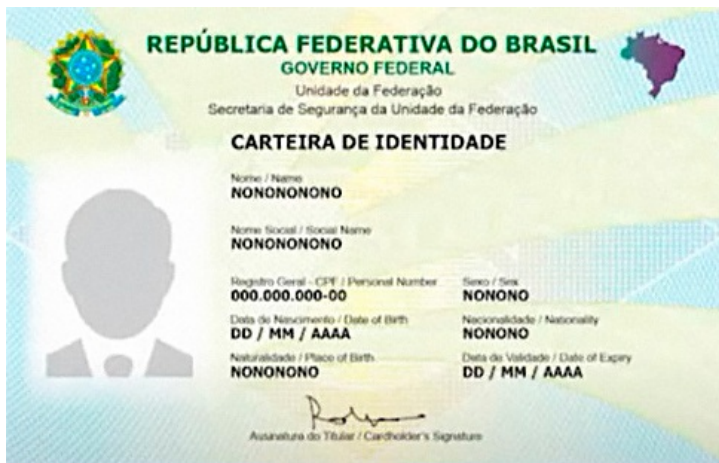 REPÚBLICA FEDERATIVA DO BRASIL
GOVERNO FEDERAL
Unidade da Federação
Secretaria de Segurança da Unidade da Federação
CARTEIRA DE IDENTIDADE
Nome / Name
NONONONONO
Nome Social / Social Name
NONONONONO
Registro Geral - CPF / Personal Number Sexo / Sex
000.000.000-00 NONONO
Data de Nascimento / Date of Birth Nacionalidade / Nationality
DD / MM / AAAA NONONO
Naturalidade / Place of Birth Data de Validade / Date of Expiry
NONONONO DD / MM / AAAA
Assinatura do Titular / Cardholder's Signature